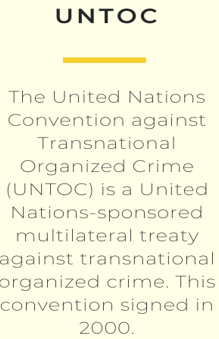 UNTOC
The United Nations
Convention against
Transnational
Organized Crime
(UNTOC) is a United
Nations-sponsored
multilateral treaty
against transnational
organized crime. This
convention signed in
2000.